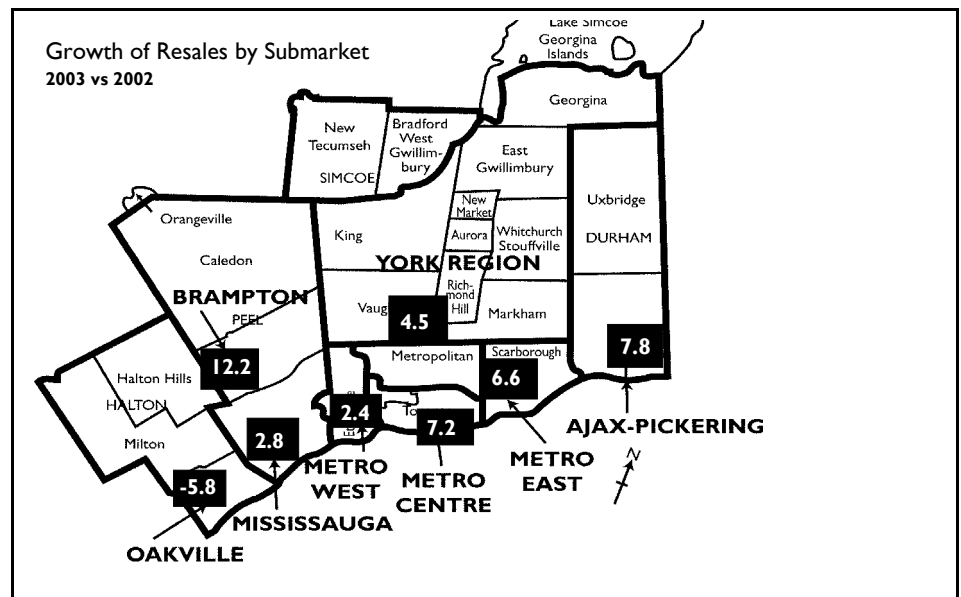 Growth of Resales by Submarket
2003 vs 2002
Lake Simcoe
Georgina
Islands
Georgina
New
Tecumseh
SIMCOE
Bradford
West
Gwillim-
bury
East
Gwillimbury
Uxbridge
DURHAM
Orangeville
Caledon
King
New
Market
Aurora
Whitchurch
Stouffville
YORK REGION
BRAMPTON
PEEL
Vaug
Rich-
mond
Hill
Markham
4.5
7.8
12.2
Metropolitan
Scarborough
6.6
Halton Hills
HALTON
Milton
2.4
To
7.2
2.8
-5.8
AJAX-PICKERING
METRO
EAST
METRO
WEST
METRO
CENTRE
MISSISSAUGA
OAKVILLE
N